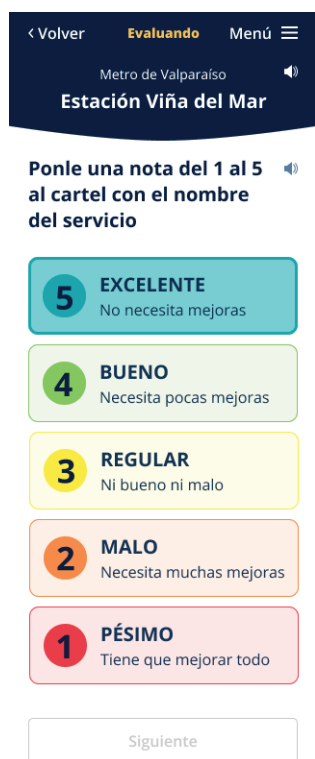 ‹ Volver Evaluando Menú
Metro de Valparaíso
Estación Viña del Mar
Ponle una nota del 1 al 5
al cartel con el nombre
del servicio
5 EXCELENTE
No necesita mejoras
4 BUENO
Necesita pocas mejoras
3 REGULAR
Ni bueno ni malo
2 MALO
Necesita muchas mejoras
1 PÉSIMO
Tiene que mejorar todo
Siguiente